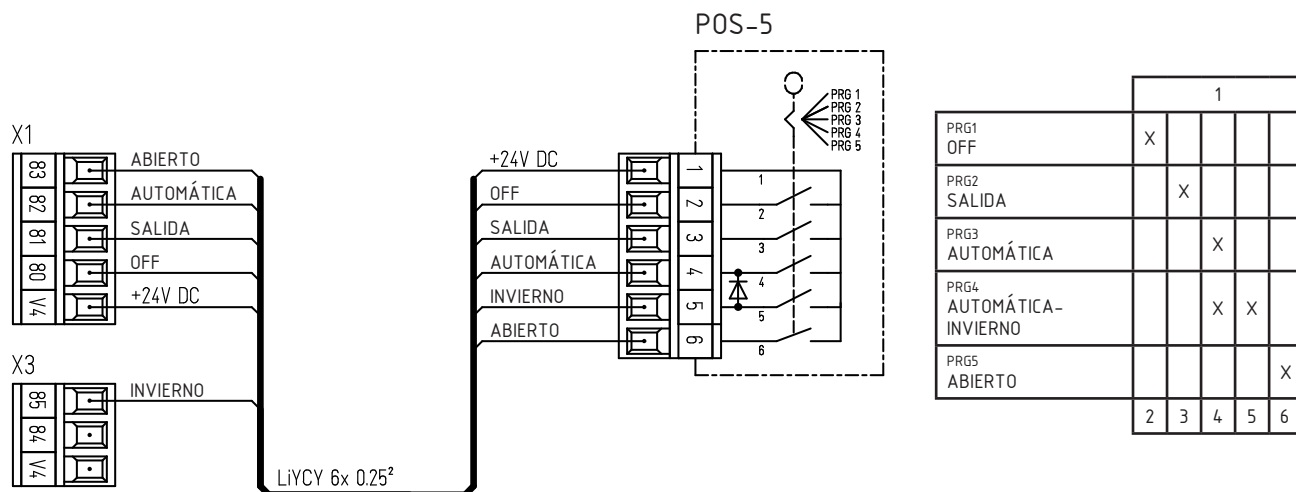 POS-5
PRG 1
PRG 2
PRG 3
PRG 4
PRG 5
X1
83 ABIERTO
82 AUTOMÁTICA
81 SALIDA
80 OFF
V4 +24V DC
X3
85 INVIERNO
84
V4
LiYCY 6x 0.25²
+24V DC 1 1
OFF 2 2
SALIDA 3 3
AUTOMÁTICA 4 4
INVIERNO 5 5
ABIERTO 6 6
1
PRG1
OFF X
PRG2
SALIDA X
PRG3
AUTOMÁTICA X
PRG4
AUTOMÁTICA- X X
INVIERNO
PRG5
ABIERTO X
2 3 4 5 6